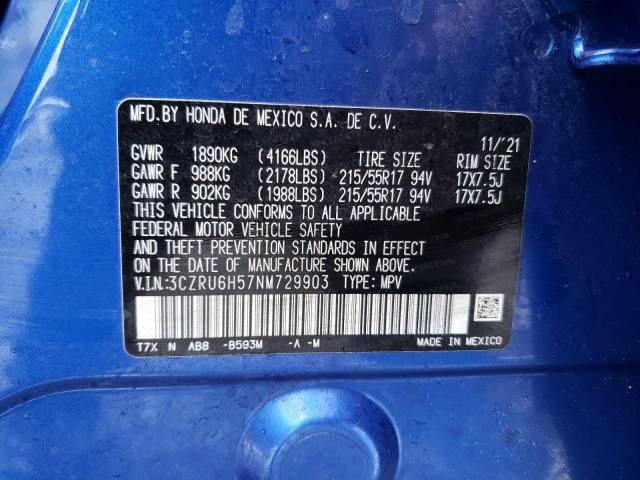 MFD.BY HONDA DE MEXICO S.A. DE C.V.
11/'21
GVWR 1890KG (4166LBS) TIRE SIZE RIM SIZE
GAWR F 988KG (2178LBS) 215/55R17 94V 17X7.5J
GAWR R 902KG (1988LBS) 215/55R17 94V 17X7.5J
THIS VEHICLE CONFORMS TO ALL APPLICABLE
FEDERAL MOTOR VEHICLE SAFETY
AND THEFT PREVENTION STANDARDS IN EFFECT
ON THE DATE OF MANUFACTURE SHOWN ABOVE.
V.I.N.:3CZRU6H57NM729903 TYPE: MPV
T7X N AB8 -B593M -A -M MADE IN MEXICO